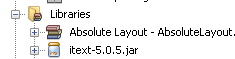 Libraries
Absolute Layout - AbsoluteLayout.
itext-5.0.5.jar